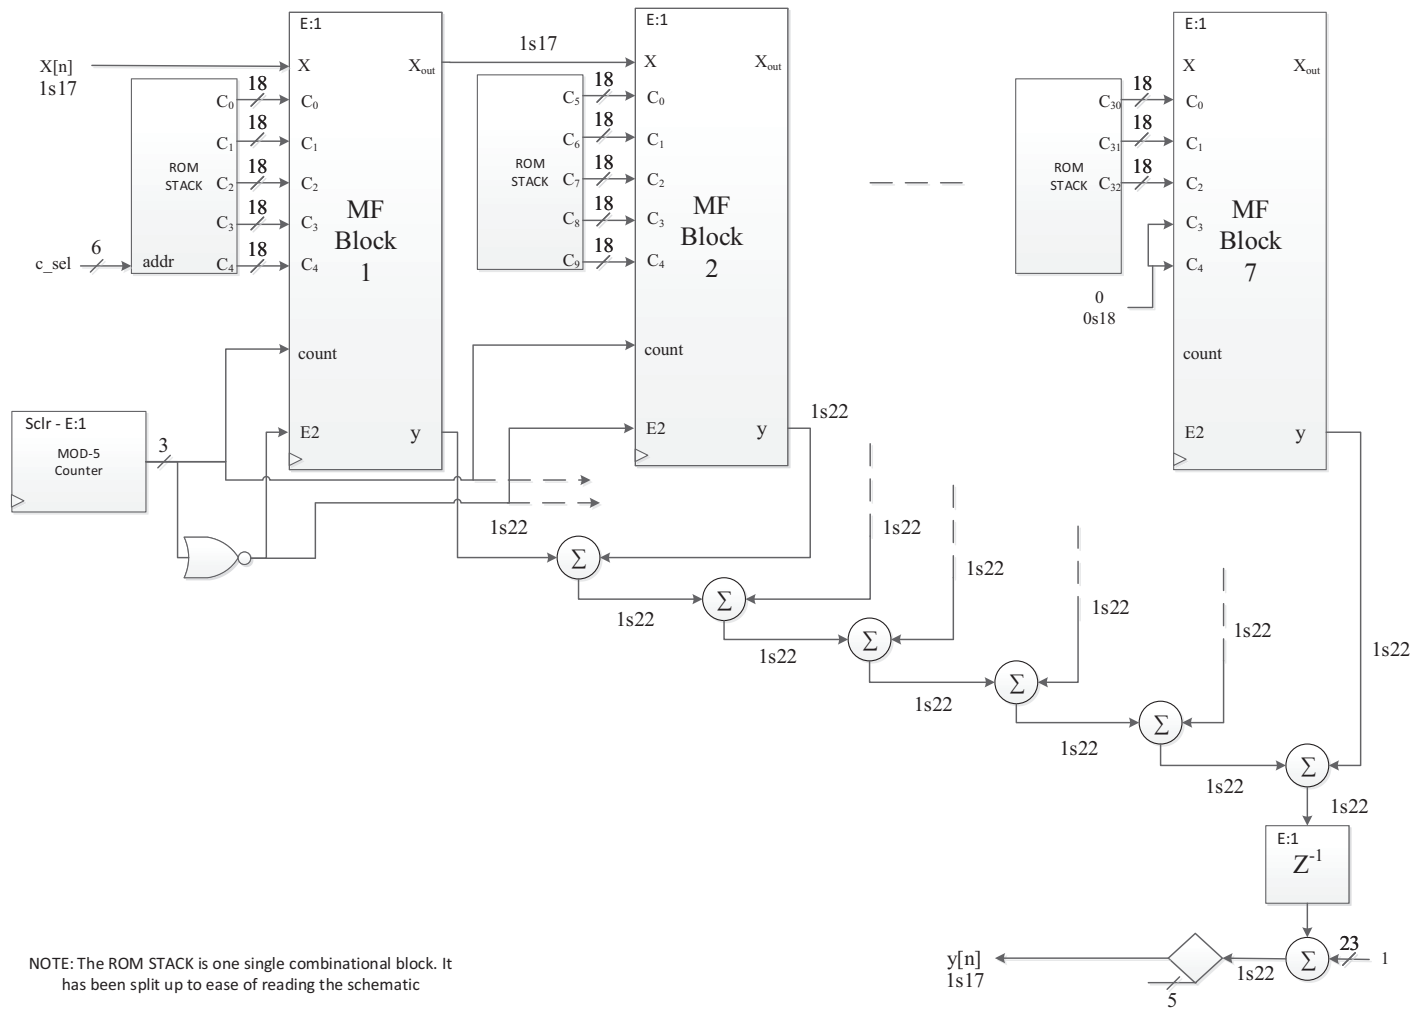 E:1
X[n]
1s17
X
Xout
ROM
STACK
C0
18
C0
C1
18
C1
C2
18
C2
C3
18
C3
C4
18
C4
c_sel
6
addr
MF
Block
1
count
E2
y
1s17
E:1
X
Xout
ROM
STACK
C5
18
C0
C6
18
C1
C7
18
C2
C8
18
C3
C9
18
C4
MF
Block
2
count
E2
y
1s22
E:1
X
Xout
ROM
STACK
C30
18
C0
C31
18
C1
C32
18
C2
C3
C4
0
0s18
MF
Block
7
count
E2
y
Sclr - E:1
MOD-5
Counter
3
1s22
Σ
1s22
1s22
Σ
1s22
1s22
Σ
1s22
1s22
Σ
1s22
1s22
Σ
1s22
1s22
Σ
1s22
E:1
Z-1
Σ
23
1
1s22
5
y[n]
1s17
NOTE: The ROM STACK is one single combinational block. It
has been split up to ease of reading the schematic